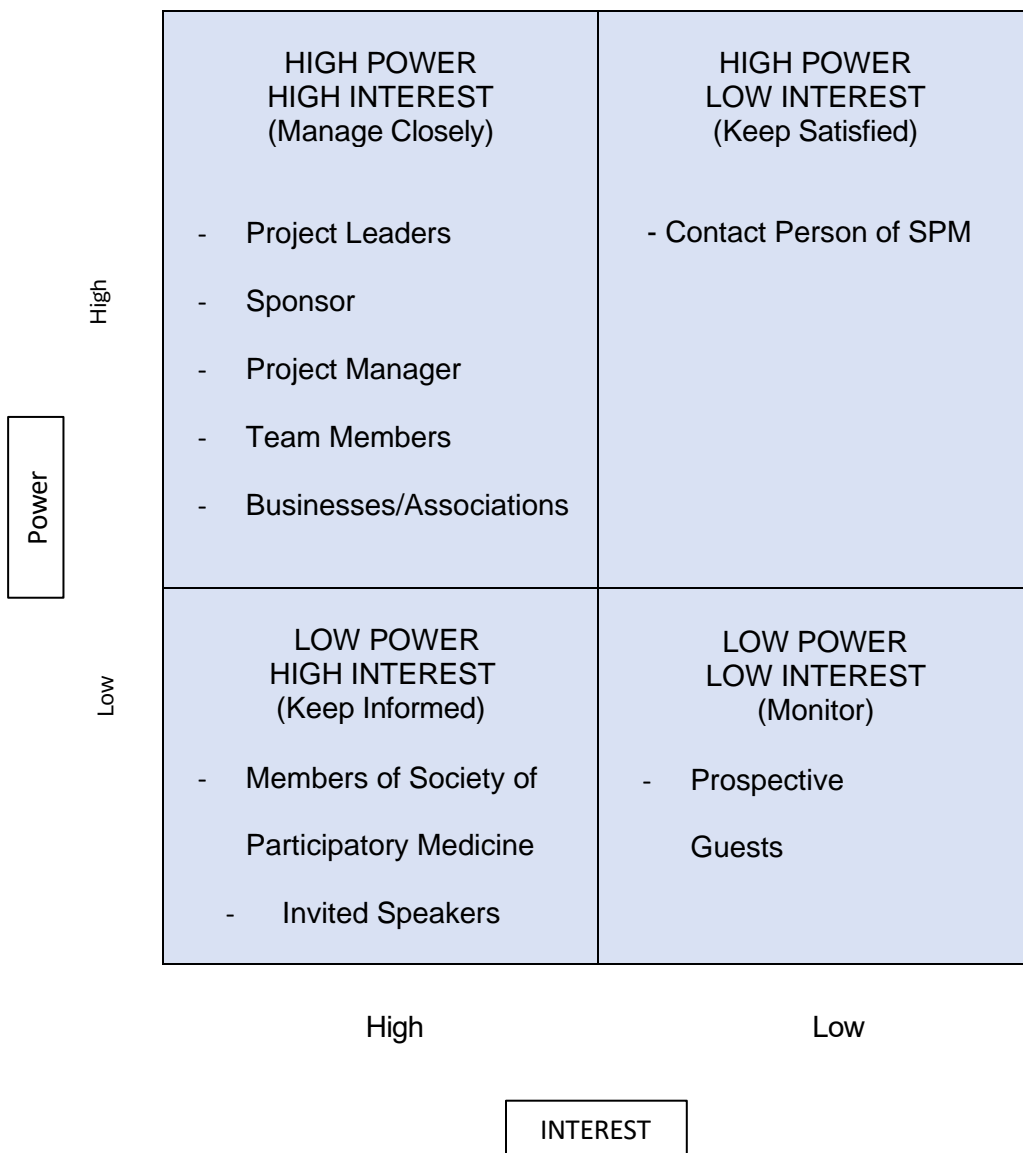 HIGH POWER
HIGH INTEREST
(Manage Closely)
- Project Leaders
- Sponsor
- Project Manager
- Team Members
- Businesses/Associations
HIGH POWER
LOW INTEREST
(Keep Satisfied)
- Contact Person of SPM
High
Power
Low
LOW POWER
HIGH INTEREST
(Keep Informed)
- Members of Society of
Participatory Medicine
- Invited Speakers
LOW POWER
LOW INTEREST
(Monitor)
- Prospective
Guests
High
Low
INTEREST